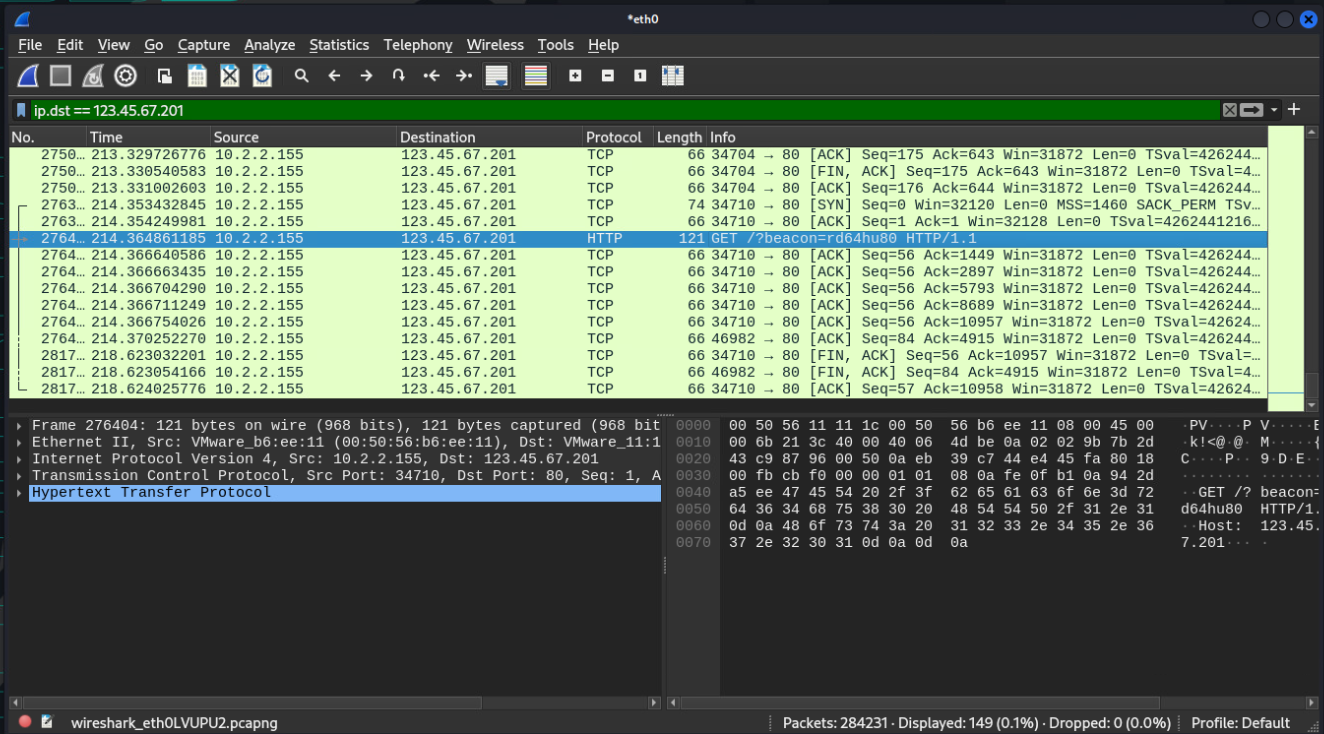 *eth0
File Edit View Go Capture Analyze Statistics Telephony Wireless Tools Help
ip.dst == 123.45.67.201
No. Time Source Destination Protocol Length Info
2750… 213.329726776 10.2.2.155 123.45.67.201 TCP 66 34704 → 80 [ACK] Seq=175 Ack=643 Win=31872 Len=0 TSval=426244…
2750… 213.330540583 10.2.2.155 123.45.67.201 TCP 66 34704 → 80 [FIN, ACK] Seq=175 Ack=643 Win=31872 Len=0 TSval=4…
2750… 213.331002603 10.2.2.155 123.45.67.201 TCP 66 34704 → 80 [ACK] Seq=176 Ack=644 Win=31872 Len=0 TSval=426244…
2763… 214.353432845 10.2.2.155 123.45.67.201 TCP 74 34710 → 80 [SYN] Seq=0 Win=32120 Len=0 MSS=1460 SACK_PERM TSv…
2763… 214.354249981 10.2.2.155 123.45.67.201 TCP 66 34710 → 80 [ACK] Seq=1 Ack=1 Win=32128 Len=0 TSval=4262441216…
2764… 214.364861185 10.2.2.155 123.45.67.201 HTTP 121 GET /?beacon=rd64hu80 HTTP/1.1
2764… 214.366640586 10.2.2.155 123.45.67.201 TCP 66 34710 → 80 [ACK] Seq=56 Ack=1449 Win=31872 Len=0 TSval=426244…
2764… 214.366663435 10.2.2.155 123.45.67.201 TCP 66 34710 → 80 [ACK] Seq=56 Ack=2897 Win=31872 Len=0 TSval=426244…
2764… 214.366704290 10.2.2.155 123.45.67.201 TCP 66 34710 → 80 [ACK] Seq=56 Ack=5793 Win=31872 Len=0 TSval=426244…
2764… 214.366711249 10.2.2.155 123.45.67.201 TCP 66 34710 → 80 [ACK] Seq=56 Ack=8689 Win=31872 Len=0 TSval=426244…
2764… 214.366754026 10.2.2.155 123.45.67.201 TCP 66 34710 → 80 [ACK] Seq=56 Ack=10957 Win=31872 Len=0 TSval=42624…
2764… 214.370252270 10.2.2.155 123.45.67.201 TCP 66 46982 → 80 [ACK] Seq=84 Ack=4915 Win=31872 Len=0 TSval=426244…
2817… 218.623032201 10.2.2.155 123.45.67.201 TCP 66 34710 → 80 [FIN, ACK] Seq=56 Ack=10957 Win=31872 Len=0 TSval=…
2817… 218.623054166 10.2.2.155 123.45.67.201 TCP 66 46982 → 80 [FIN, ACK] Seq=84 Ack=4915 Win=31872 Len=0 TSval=4…
2817… 218.624025776 10.2.2.155 123.45.67.201 TCP 66 34710 → 80 [ACK] Seq=57 Ack=10958 Win=31872 Len=0 TSval=42624…
Frame 276404: 121 bytes on wire (968 bits), 121 bytes captured (968 bit
Ethernet II, Src: VMware_b6:ee:11 (00:50:56:b6:ee:11), Dst: VMware_11:1
Internet Protocol Version 4, Src: 10.2.2.155, Dst: 123.45.67.201
Transmission Control Protocol, Src Port: 34710, Dst Port: 80, Seq: 1, A
Hypertext Transfer Protocol
0000 00 50 56 11 11 1c 00 50 56 b6 ee 11 08 00 45 00 ·PV····P V·····E
0010 00 6b 21 3c 40 00 40 06 4d be 0a 02 02 9b 7b 2d ·k!<@·@· M·····{
0020 43 c9 87 96 00 50 0a eb 39 c7 44 e4 45 fa 80 18 C····P·· 9·D·E··
0030 00 fb cb f0 00 00 01 01 08 0a fe 0f b1 0a 94 2d ········ ·······
0040 a5 ee 47 45 54 20 2f 3f 62 65 61 63 6f 6e 3d 72 ··GET /? beacon=
0050 64 36 34 68 75 38 30 20 48 54 54 50 2f 31 2e 31 d64hu80 HTTP/1.
0060 0d 0a 48 6f 73 74 3a 20 31 32 33 2e 34 35 2e 36 ··Host: 123.45.
0070 37 2e 32 30 31 0d 0a 0d 0a 7.201··· ·
wireshark_eth0LVUPU2.pcapng
Packets: 284231 · Displayed: 149 (0.1%) · Dropped: 0 (0.0%) Profile: Default